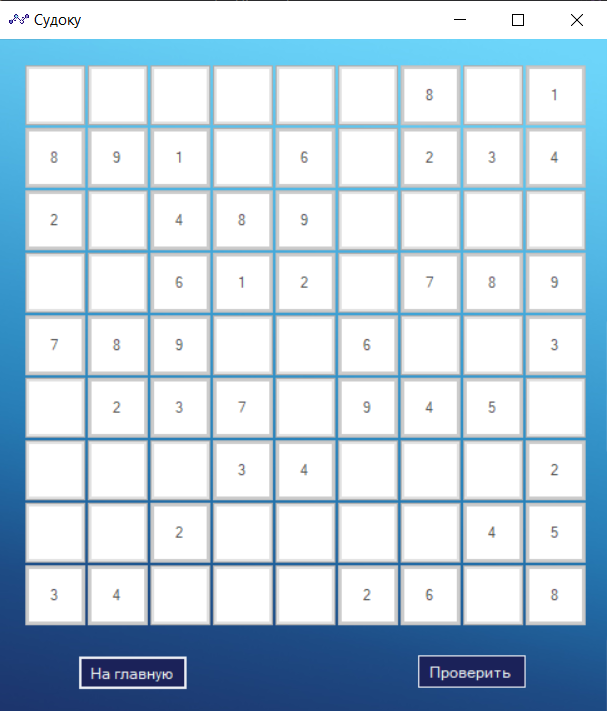 Судоку
8 1
8 9 1 6 2 3 4
2 4 8 9
6 1 2 7 8 9
7 8 9 6 3
2 3 7 9 4 5
3 4 2
2 4 5
3 4 2 6 8
На главную Проверить